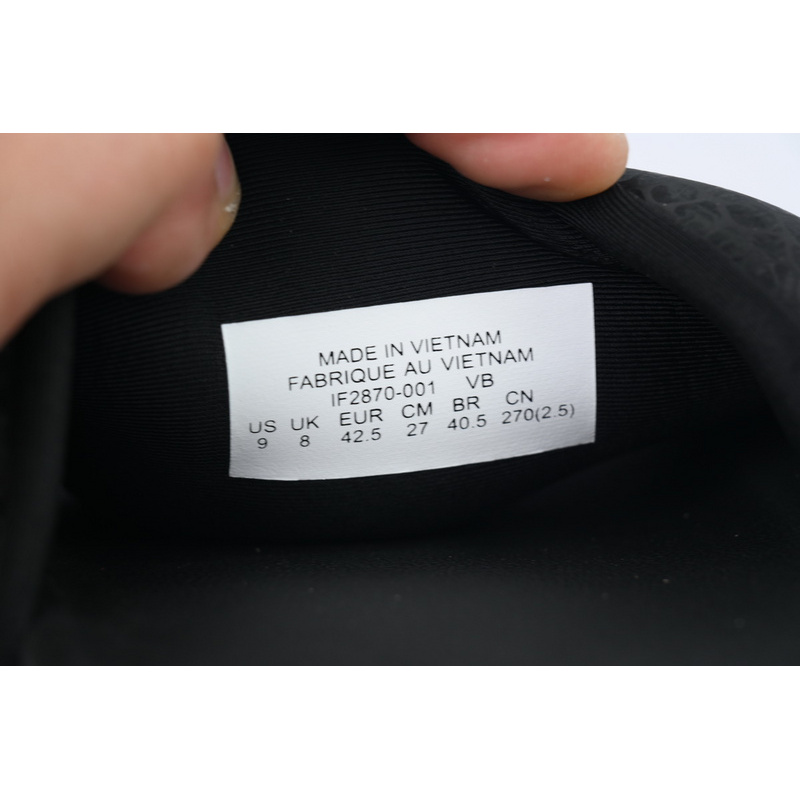 MADE IN VIETNAM
FABRIQUE AU VIETNAM
IF2870-001 VB
US UK EUR CM BR CN
9 8 42.5 27 40.5 270(2.5)